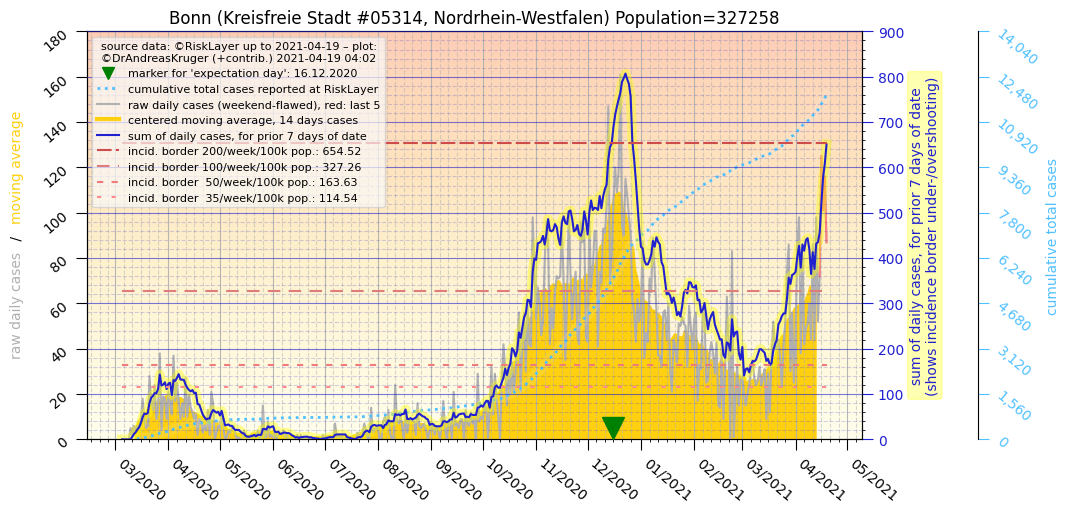 Bonn (Kreisfreie Stadt #05314, Nordrhein-Westfalen) Population=327258
source data: ©RiskLayer up to 2021-04-19 – plot:
©DrAndreasKruger (+contrib.) 2021-04-19 04:02
marker for 'expectation day': 16.12.2020
cumulative total cases reported at RiskLayer
raw daily cases (weekend-flawed), red: last 5
centered moving average, 14 days cases
sum of daily cases, for prior 7 days of date
incid. border 200/week/100k pop.: 654.52
incid. border 100/week/100k pop.: 327.26
incid. border  50/week/100k pop.: 163.63
incid. border  35/week/100k pop.: 114.54
raw daily cases  /  moving average
180
160
140
120
100
80
60
40
20
0
900
800
700
600
500
400
300
200
100
0
sum of daily cases, for prior 7 days of date
(shows incidence border under-/overshooting)
14,040
12,480
10,920
9,360
7,800
6,240
4,680
3,120
1,560
0
cumulative total cases
03/2020
04/2020
05/2020
06/2020
07/2020
08/2020
09/2020
10/2020
11/2020
12/2020
01/2021
02/2021
03/2021
04/2021
05/2021